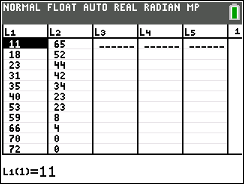 NORMAL FLOAT AUTO REAL RADIAN MP
L1 L2 L3 L4 L5 1
11 65 ------ ------ ------
18 52
23 44
31 42
35 34
40 23
53 23
59 8
66 4
70 0
72 0
L1(1)=11